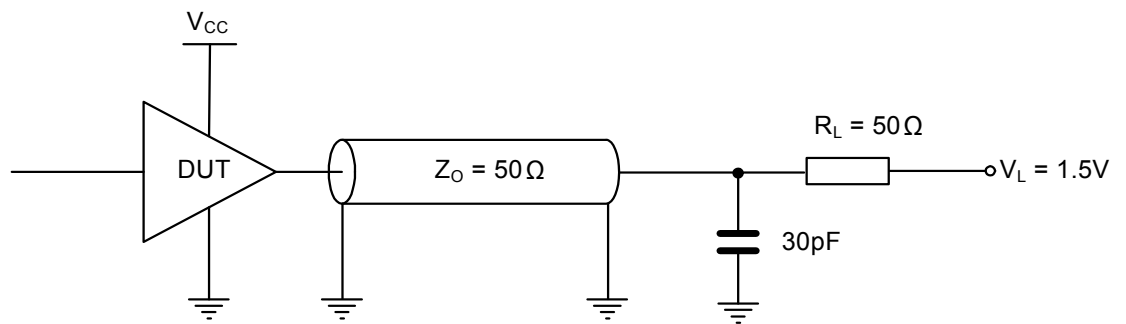 V_CC
DUT
Z_O = 50Ω
R_L = 50Ω
V_L = 1.5V
30pF